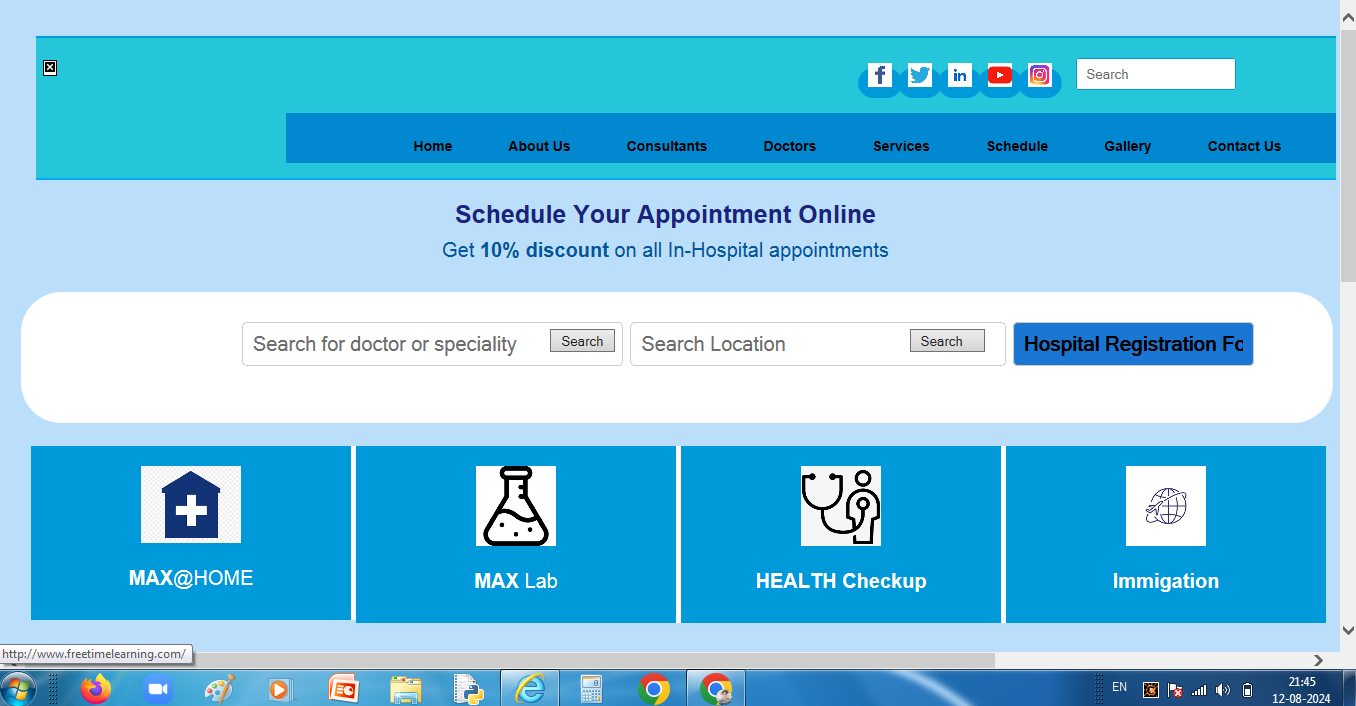 Search
Home About Us Consultants Doctors Services Schedule Gallery Contact Us
Schedule Your Appointment Online
Get 10% discount on all In-Hospital appointments
Search for doctor or speciality Search Search Location Search Hospital Registration Fo
MAX@HOME MAX Lab HEALTH Checkup Immigation
http://www.freetimelearning.com/
EN 21:45
12-08-2024